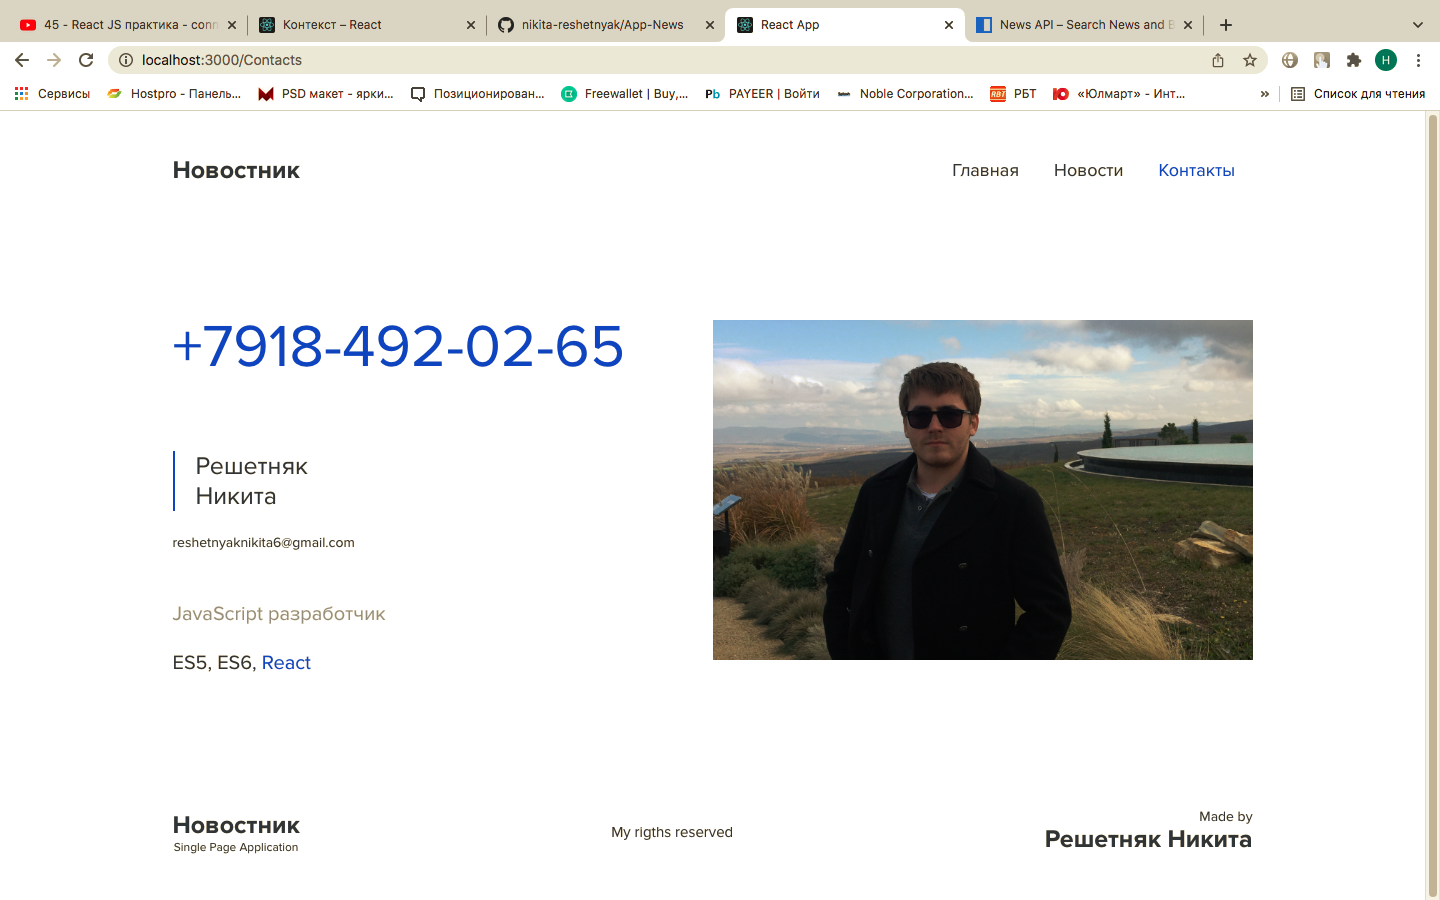 45 - React JS практика - conn
Контекст – React
nikita-reshetnyak/App-News
React App
News API – Search News and B
localhost:3000/Contacts
H
Сервисы
Hostpro - Панель...
PSD макет - ярки...
Позиционирован...
Freewallet | Buy,...
Pb PAYEER | Войти
Noble Corporation...
РБТ
«Юлмарт» - Инт...
»
Список для чтения
Новостник
Главная
Новости
Контакты
+7918-492-02-65
Решетняк
Никита
reshetnyaknikita6@gmail.com
JavaScript разработчик
ES5, ES6, React
Новостник
Single Page Application
My rigths reserved
Made by
Решетняк Никита